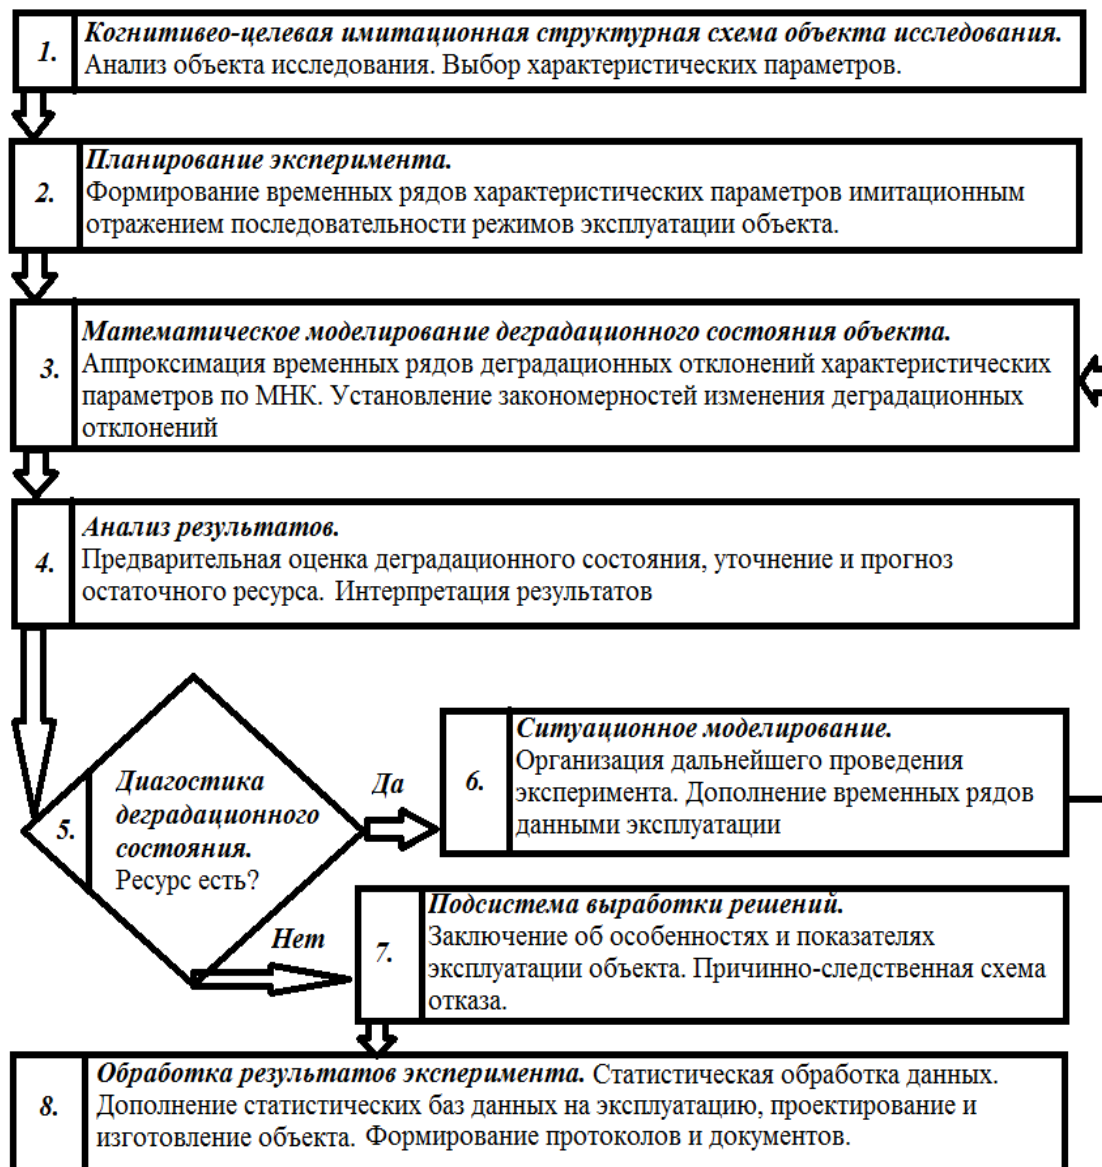 1.
Когнитивео-целевая имитационная структурная схема объекта исследования.
Анализ объекта исследования. Выбор характеристических параметров.
2.
Планирование эксперимента.
Формирование временных рядов характеристических параметров имитационным
отражением последовательности режимов эксплуатации объекта.
3.
Математическое моделирование деградационного состояния объекта.
Аппроксимация временных рядов деградационных отклонений характеристических
параметров по МНК. Установление закономерностей изменения деградационных
отклонений
4.
Анализ результатов.
Предварительная оценка деградационного состояния, уточнение и прогноз
остаточного ресурса. Интерпретация результатов
5.
Диагостика
деградационного
состояния.
Ресурс есть?
Да
6.
Ситуационное моделирование.
Организация дальнейшего проведения
эксперимента. Дополнение временных рядов
данными эксплуатации
Нет
7.
Подсистема выработки решений.
Заключение об особенностях и показателях
эксплуатации объекта. Причинно-следственная схема
отказа.
8.
Обработка результатов эксперимента. Статистическая обработка данных.
Дополнение статистических баз данных на эксплуатацию, проектирование и
изготовление объекта. Формирование протоколов и документов.